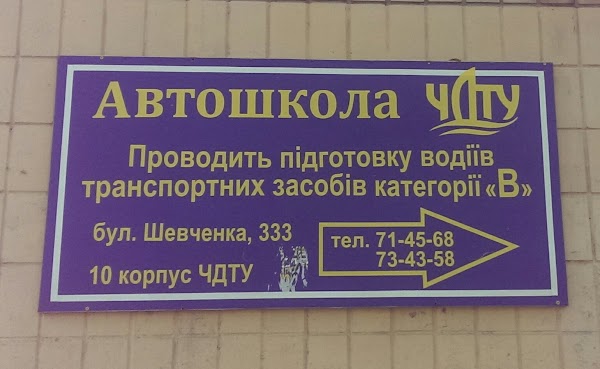 Автошкола ЧДТУ
Проводить підготовку водіїв
транспортних засобів категорії «В»
бул. Шевченка, 333
10 корпус ЧДТУ
тел. 71-45-68
73-43-58